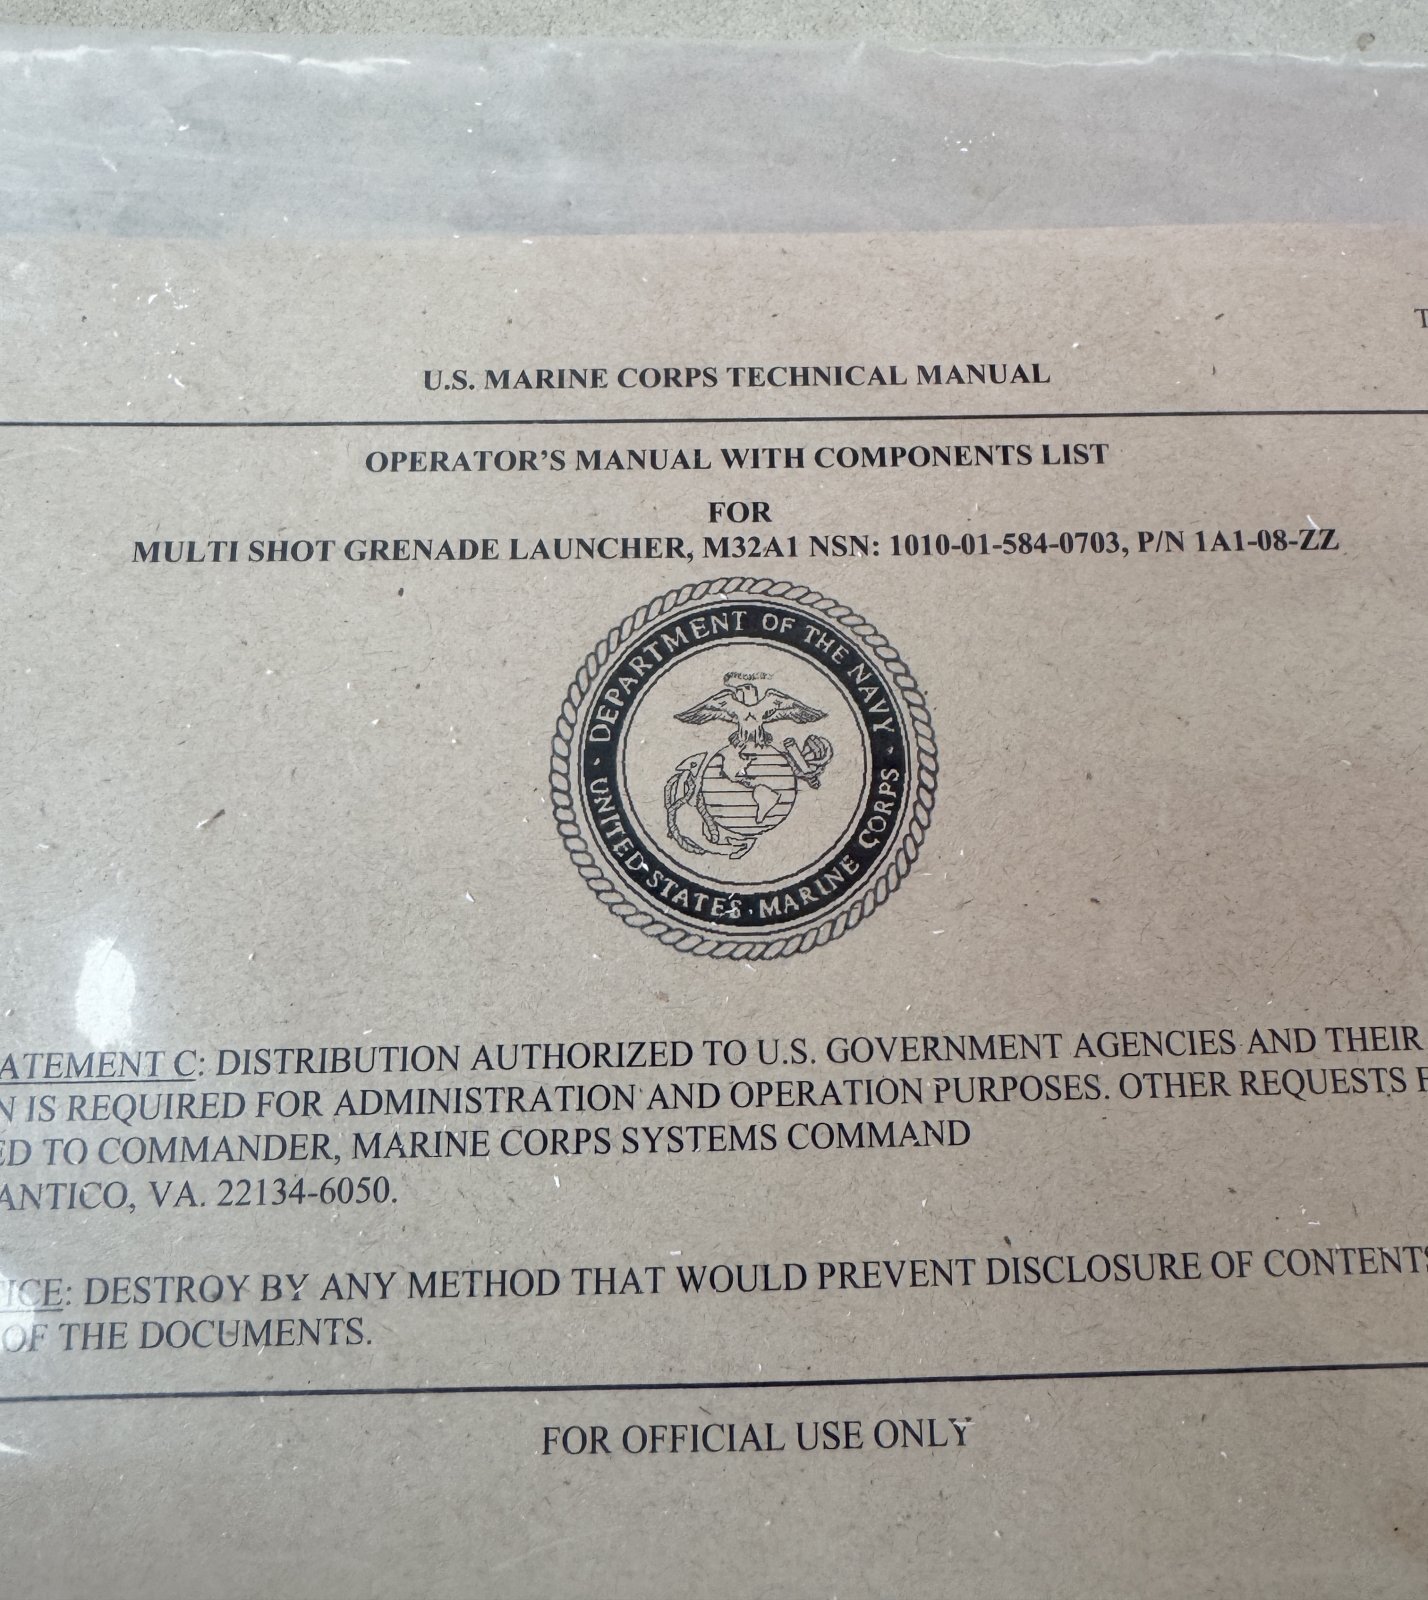 U.S. MARINE CORPS TECHNICAL MANUAL
OPERATOR'S MANUAL WITH COMPONENTS LIST
FOR
MULTI SHOT GRENADE LAUNCHER, M32A1 NSN: 1010-01-584-0703, P/N 1A1-08-ZZ
DEPARTMENT OF THE NAVY
UNITED STATES MARINE CORPS
ATEMENT C: DISTRIBUTION AUTHORIZED TO U.S. GOVERNMENT AGENCIES AND THEIR
N IS REQUIRED FOR ADMINISTRATION AND OPERATION PURPOSES. OTHER REQUESTS F
ED TO COMMANDER, MARINE CORPS SYSTEMS COMMAND
ANTICO, VA. 22134-6050.
ICE: DESTROY BY ANY METHOD THAT WOULD PREVENT DISCLOSURE OF CONTENTS
OF THE DOCUMENTS.
FOR OFFICIAL USE ONLY